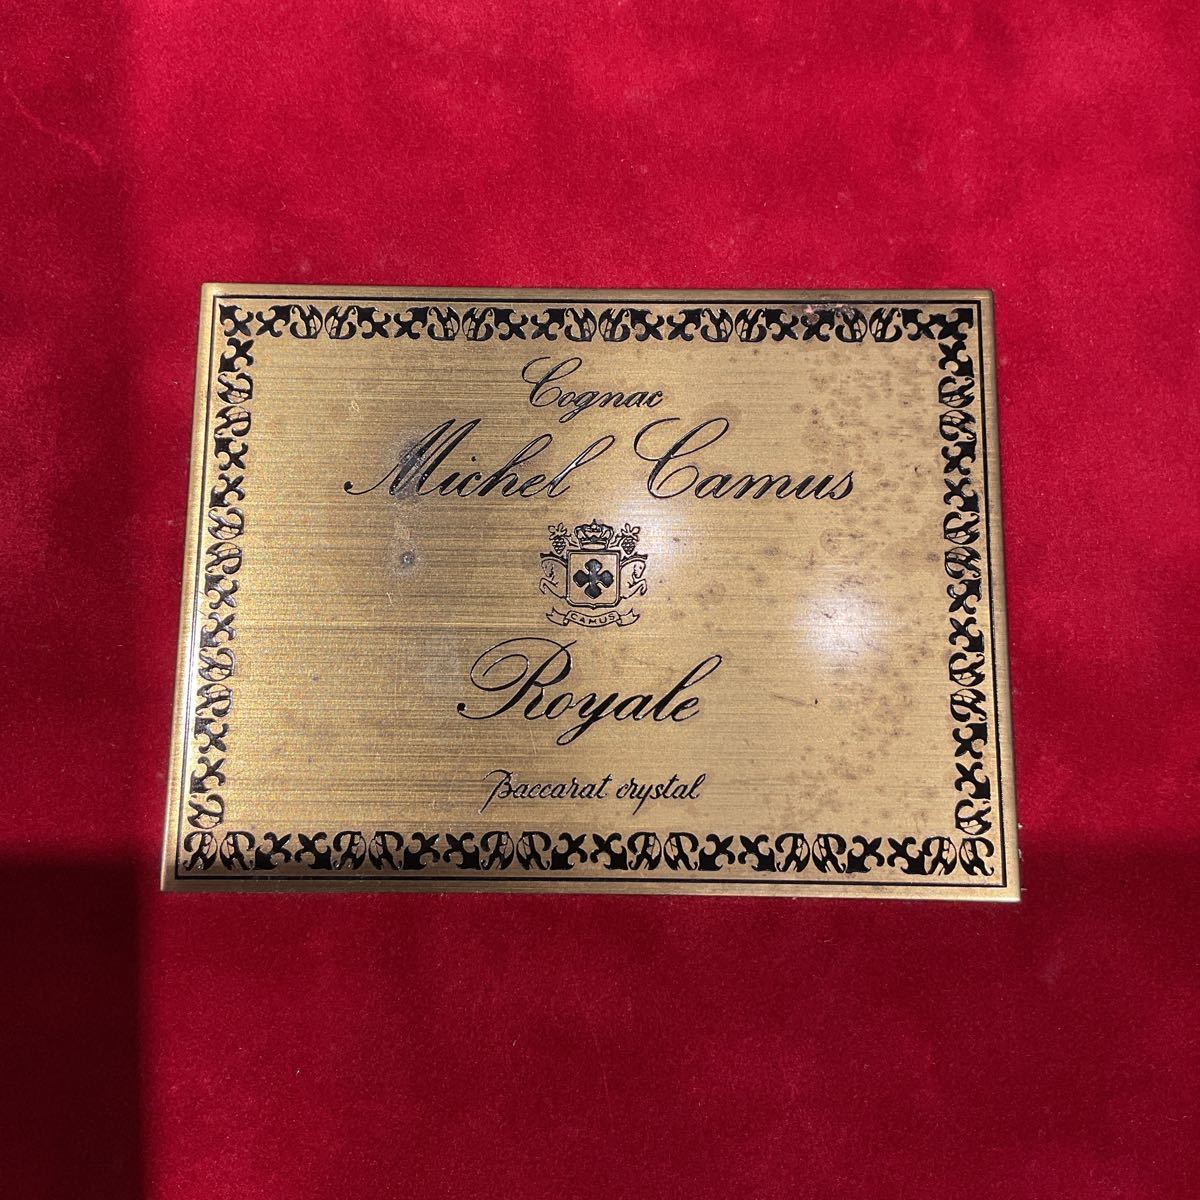 Cognac
Michel Camus
CAMUS
Royale
Baccarat crystal